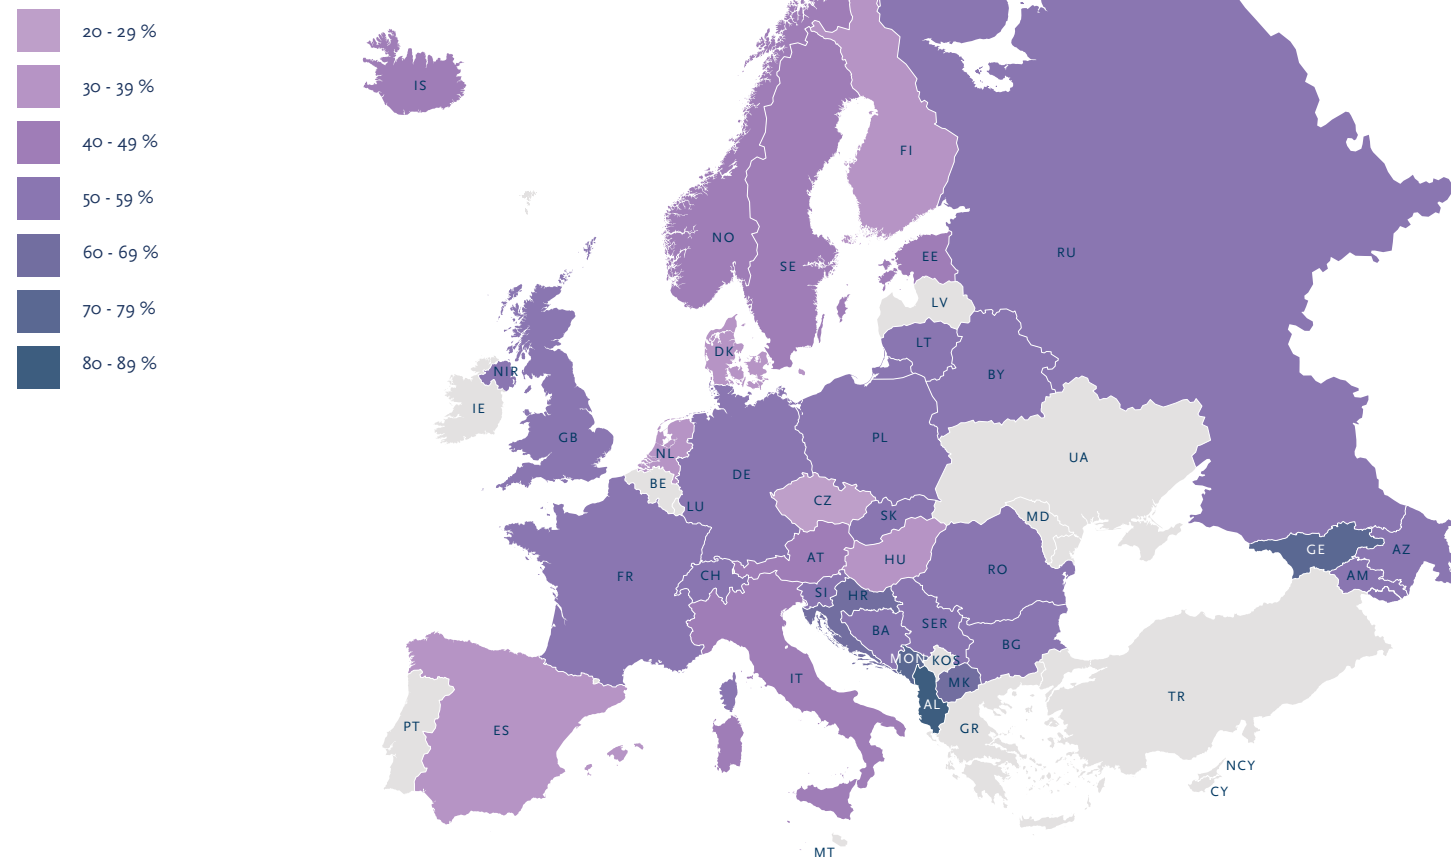 20 - 29 %
30 - 39 %
40 - 49 %
50 - 59 %
60 - 69 %
70 - 79 %
80 - 89 %
IS
FI
NO
SE
EE
RU
LV
LT
DK
NIR
BY
IE
GB
PL
NL
BE
DE
UA
LU
CZ
SK
MD
AT
HU
GE
AZ
FR
CH
RO
AM
SI
HR
BA
SER
BG
MON
KOS
IT
MK
TR
AL
PT
ES
GR
NCY
CY
MT